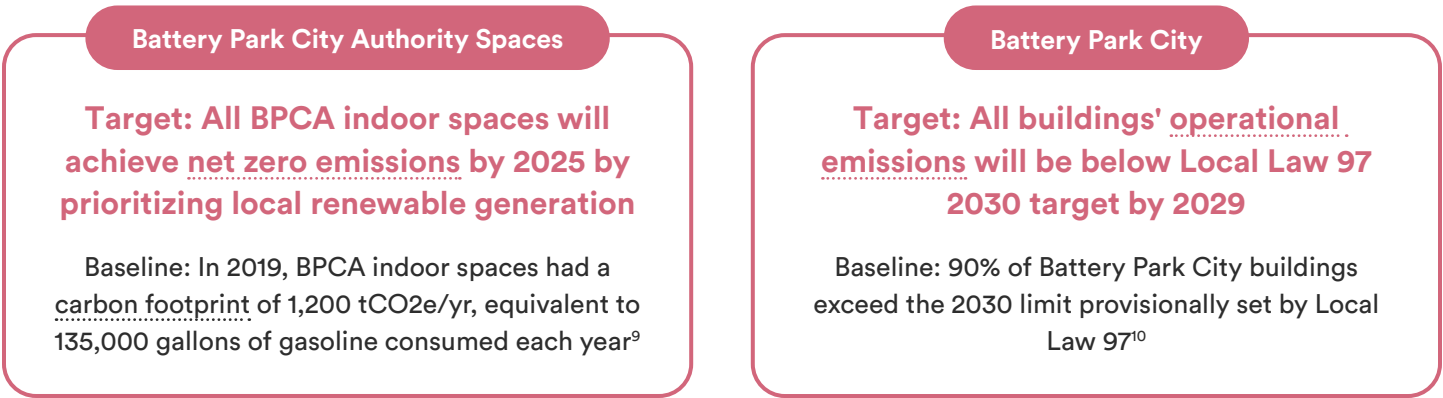 Battery Park City Authority Spaces
Target: All BPCA indoor spaces will
achieve net zero emissions by 2025 by
prioritizing local renewable generation
Baseline: In 2019, BPCA indoor spaces had a
carbon footprint of 1,200 tCO2e/yr, equivalent to
135,000 gallons of gasoline consumed each year⁹
Battery Park City
Target: All buildings' operational
emissions will be below Local Law 97
2030 target by 2029
Baseline: 90% of Battery Park City buildings
exceed the 2030 limit provisionally set by Local
Law 97¹⁰